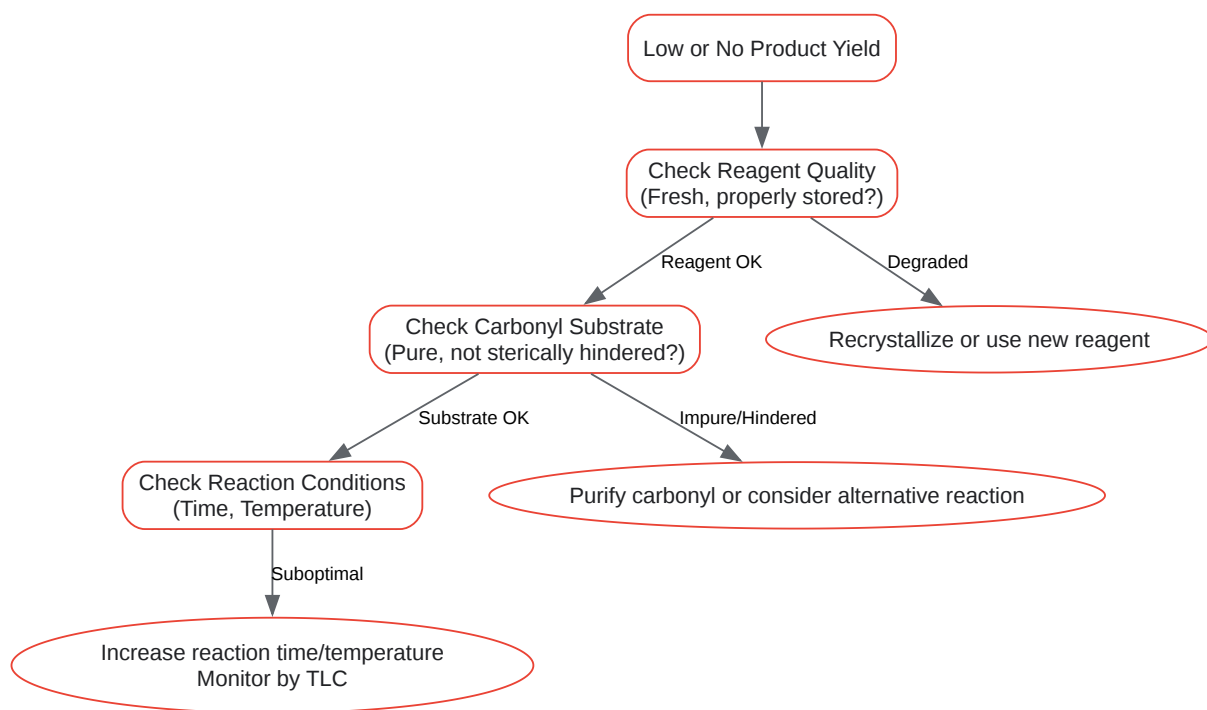 Low or No Product Yield
Check Reagent Quality
(Fresh, properly stored?)
Reagent OK
Degraded
Check Carbonyl Substrate
(Pure, not sterically hindered?)
Recrystallize or use new reagent
Substrate OK
Impure/Hindered
Check Reaction Conditions
(Time, Temperature)
Purify carbonyl or consider alternative reaction
Suboptimal
Increase reaction time/temperature
Monitor by TLC